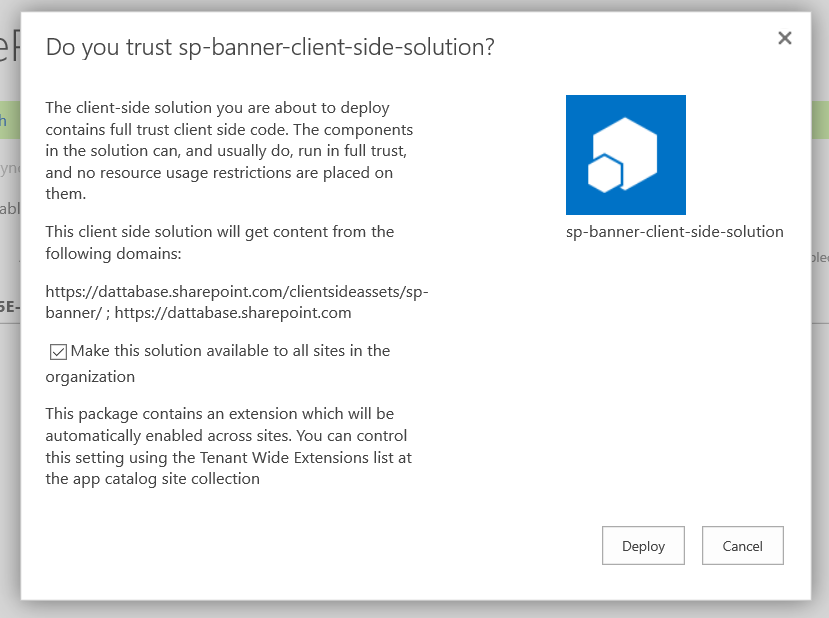 Do you trust sp-banner-client-side-solution?
The client-side solution you are about to deploy
contains full trust client side code. The components
in the solution can, and usually do, run in full trust,
and no resource usage restrictions are placed on
them.
This client side solution will get content from the
following domains:
https://dattabase.sharepoint.com/clientsideassets/sp-
banner/ ; https://dattabase.sharepoint.com
Make this solution available to all sites in the
organization
This package contains an extension which will be
automatically enabled across sites. You can control
this setting using the Tenant Wide Extensions list at
the app catalog site collection
sp-banner-client-side-solution
Deploy
Cancel